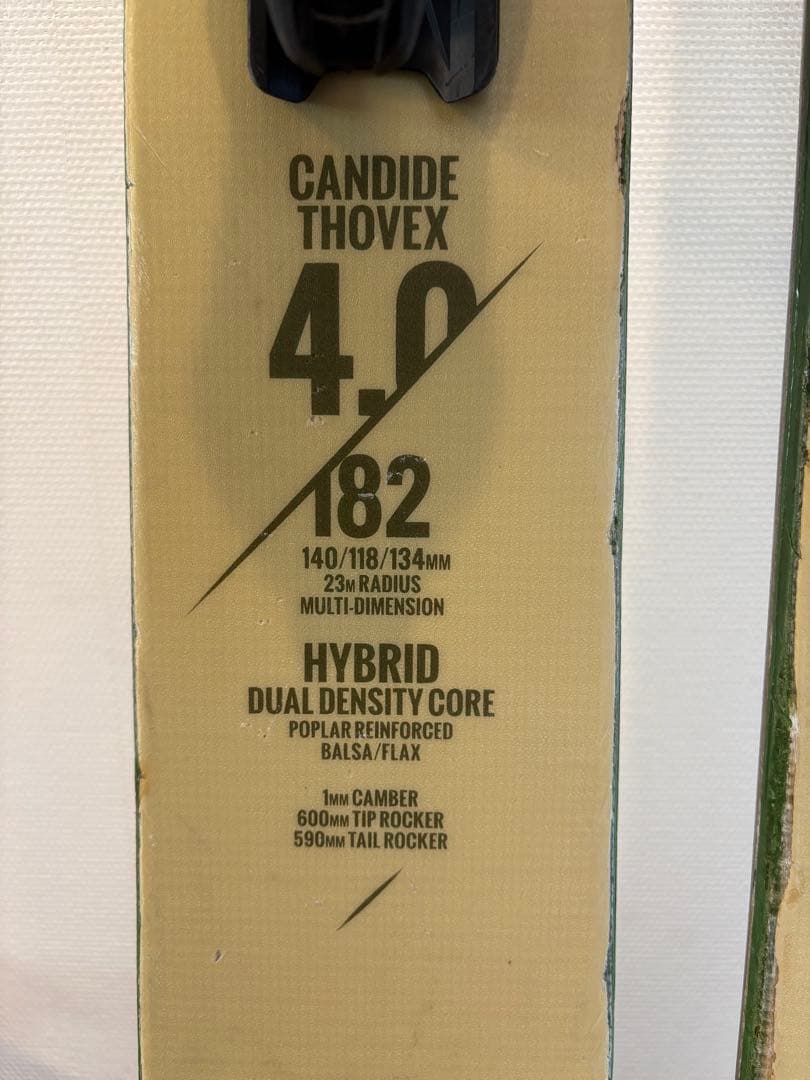 CANDIDE
THOVEX
4.0
182
140/118/134MM
23M RADIUS
MULTI-DIMENSION
HYBRID
DUAL DENSITY CORE
POPLAR REINFORCED
BALSA/FLAX
1MM CAMBER
600MM TIP ROCKER
590MM TAIL ROCKER